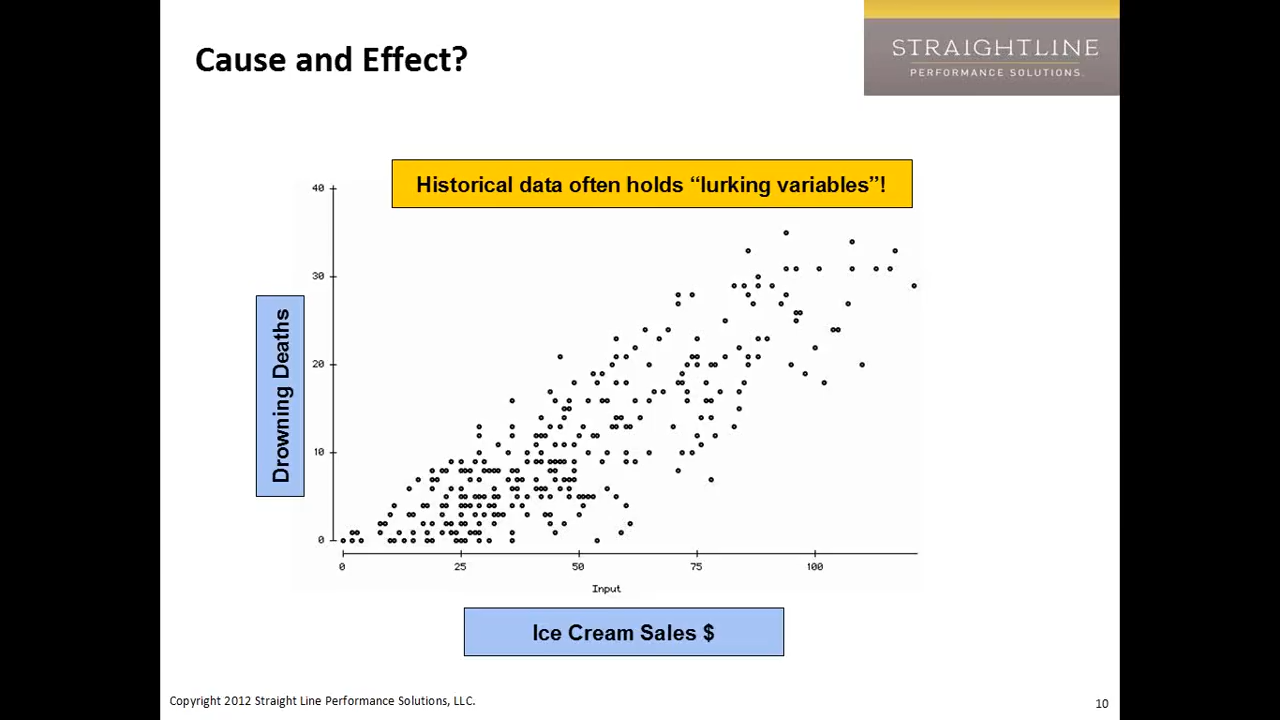 Cause and Effect?
STRAIGHTLINE
PERFORMANCE SOLUTIONS.
Historical data often holds “lurking variables”!
40
30
20
10
0
Drowning Deaths
0 25 50 75 100
Input
Ice Cream Sales $
Copyright 2012 Straight Line Performance Solutions, LLC.
10